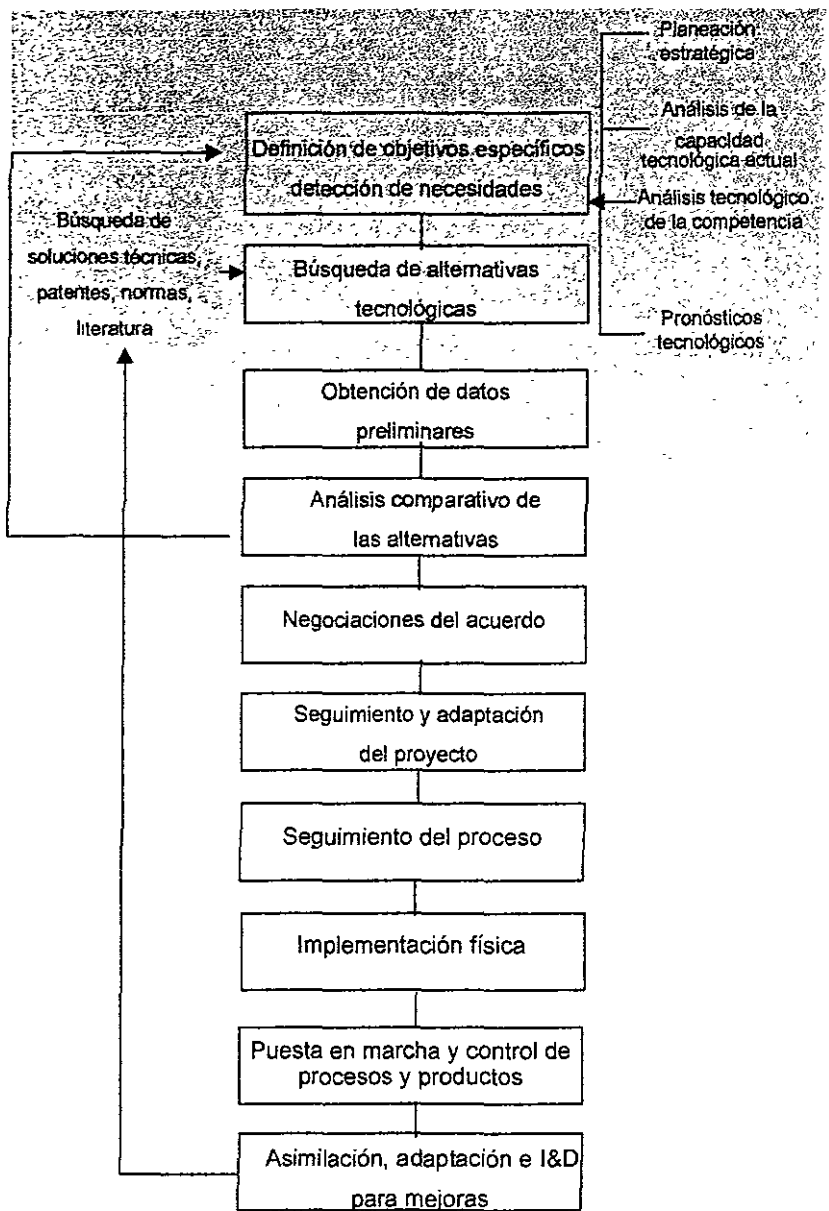 Planeación
estratégica
Análisis de la
capacidad
tecnológica actual
Análisis tecnológico
de la competencia
Pronósticos
tecnológicos
Definición de objetivos específicos
detección de necesidades
Búsqueda de
soluciones técnicas,
patentes, normas,
literatura
Búsqueda de alternativas
tecnológicas
Obtención de datos
preliminares
Análisis comparativo de
las alternativas
Negociaciones del acuerdo
Seguimiento y adaptación
del proyecto
Seguimiento del proceso
Implementación física
Puesta en marcha y control de
procesos y productos
Asimilación, adaptación e I&D
para mejoras